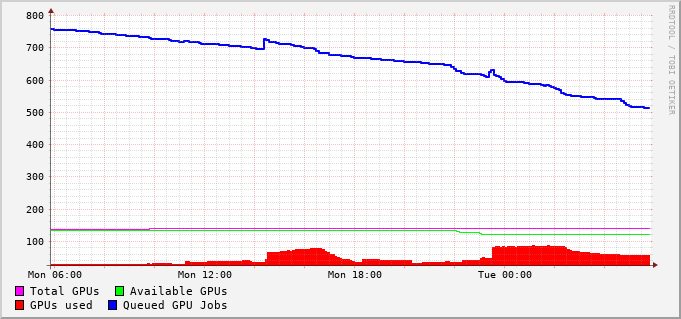 800
700
600
500
400
300
200
100
Mon 06:00 Mon 12:00 Mon 18:00 Tue 00:00
Total GPUs Available GPUs
GPUs used Queued GPU Jobs
RRDTOOL / TOBI OETIKER